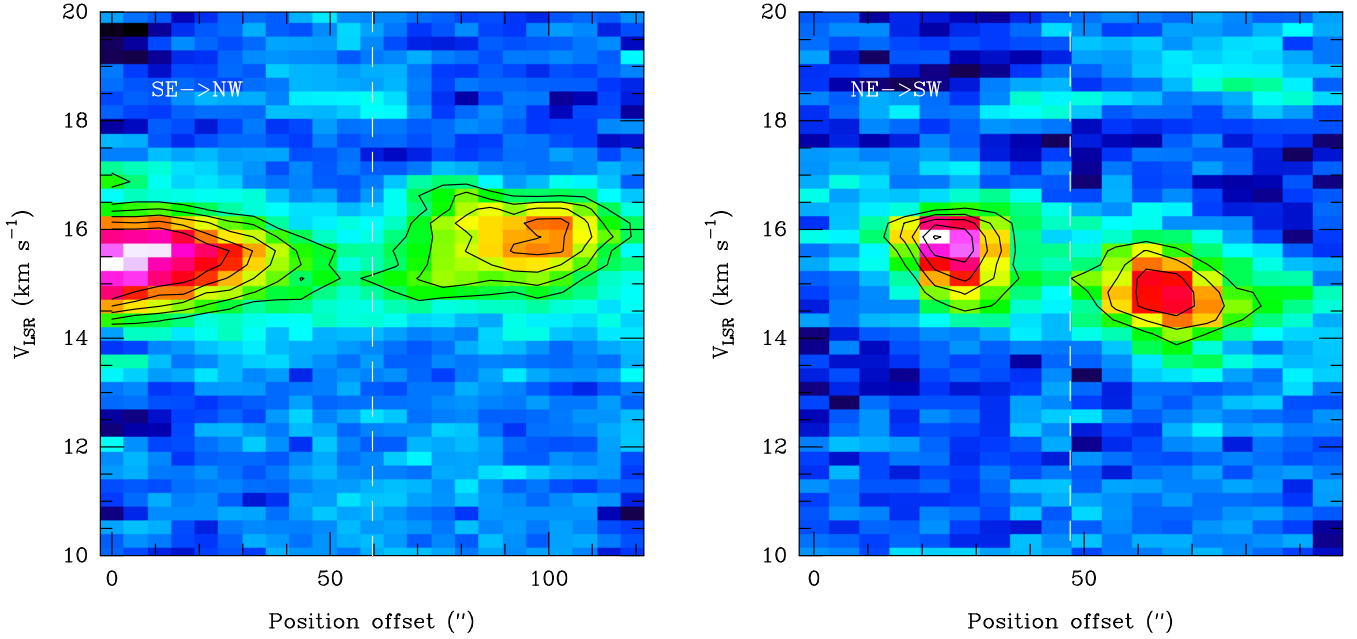 SE->NW
20
18
16
14
12
10
V_LSR (km s^-1)
0
50
100
Position offset (")
NE->SW
20
18
16
14
12
10
V_LSR (km s^-1)
0
50
Position offset (")